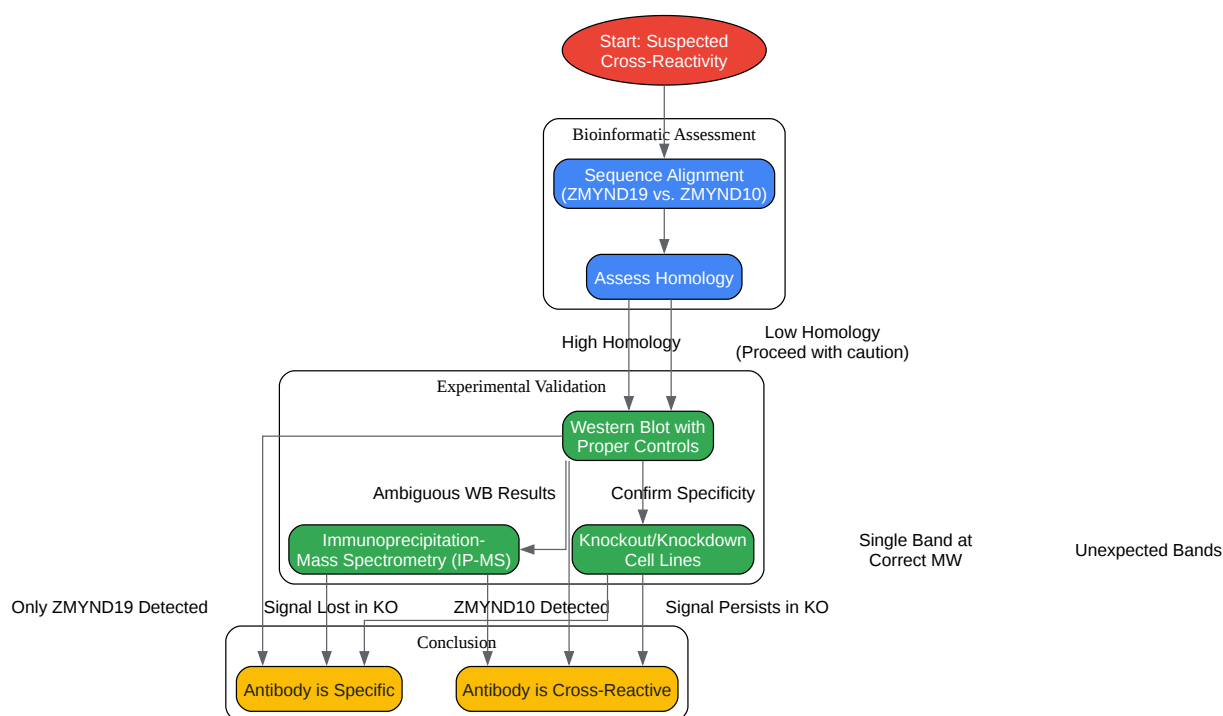 Start: Suspected
Cross-Reactivity
Bioinformatic Assessment
Sequence Alignment
(ZMYND19 vs. ZMYND10)
Assess Homology
High Homology
Low Homology
(Proceed with caution)
Experimental Validation
Western Blot with
Proper Controls
Ambiguous WB Results
Confirm Specificity
Immunoprecipitation-
Mass Spectrometry (IP-MS)
Knockout/Knockdown
Cell Lines
Single Band at
Correct MW
Unexpected Bands
Only ZMYND19 Detected
Signal Lost in KO
ZMYND10 Detected
Signal Persists in KO
Conclusion
Antibody is Specific
Antibody is Cross-Reactive